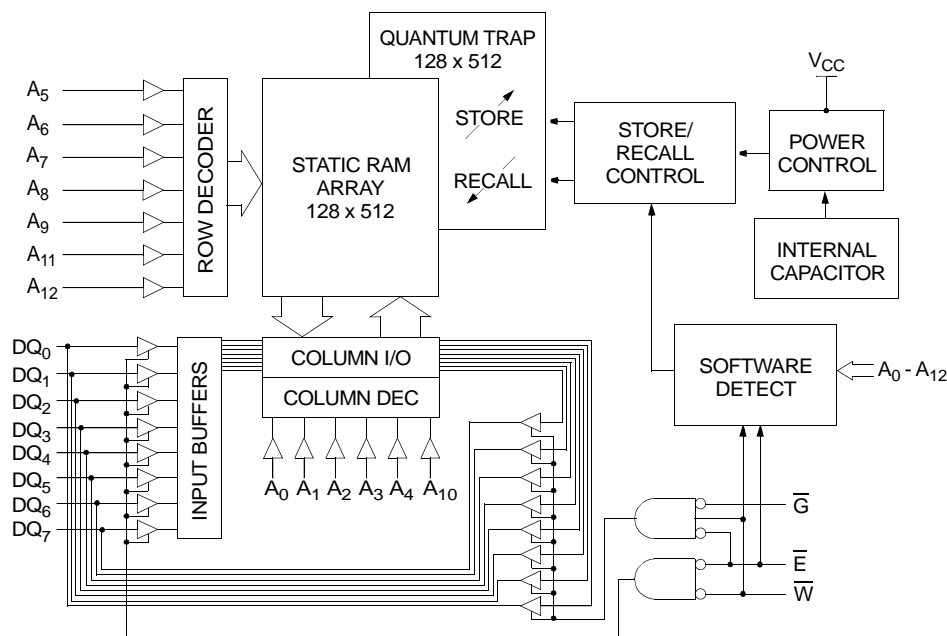 QUANTUM TRAP
128 x 512
STORE
RECALL
V_CC
A_5
A_6
A_7
A_8
A_9
A_11
A_12
ROW DECODER
STATIC RAM
ARRAY
128 x 512
STORE/
RECALL
CONTROL
POWER
CONTROL
INTERNAL
CAPACITOR
DQ_0
DQ_1
DQ_2
DQ_3
DQ_4
DQ_5
DQ_6
DQ_7
INPUT BUFFERS
COLUMN I/O
COLUMN DEC
A_0 A_1 A_2 A_3 A_4 A_10
SOFTWARE
DETECT
A_0 - A_12
G̅
E̅
W̅